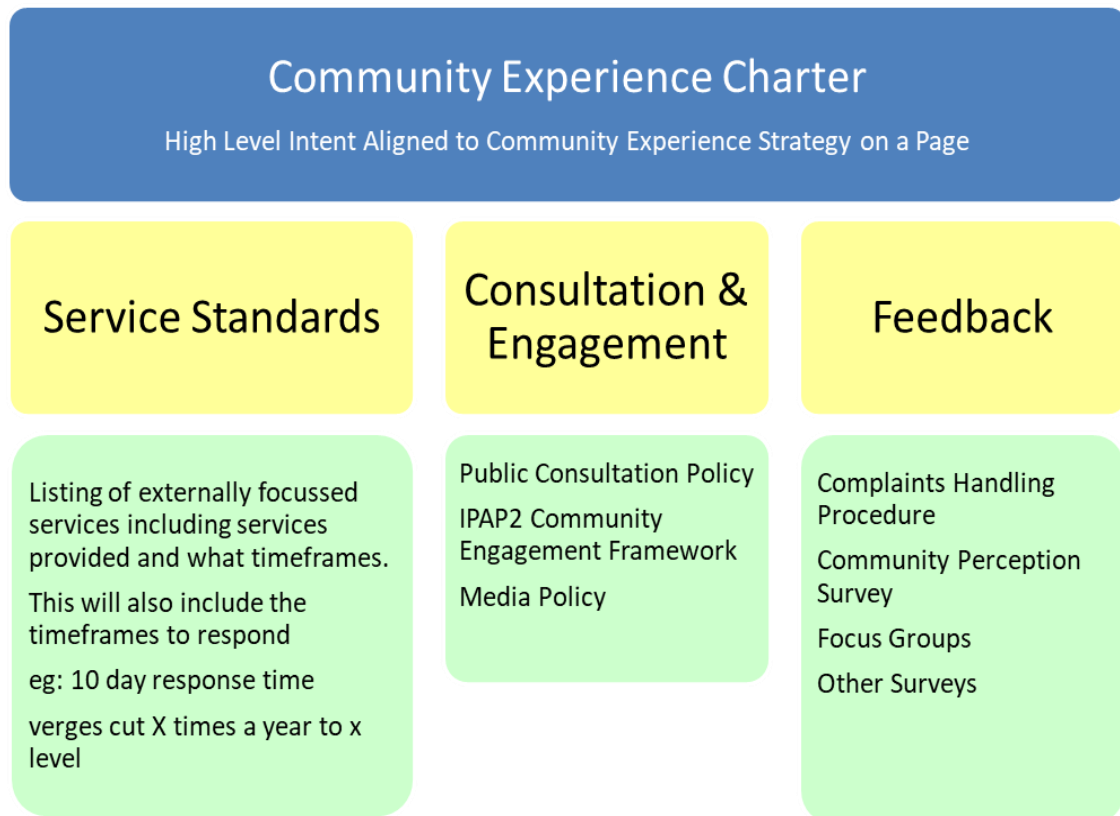 Community Experience Charter
High Level Intent Aligned to Community Experience Strategy on a Page
Service Standards
Listing of externally focussed
services including services
provided and what timeframes.
This will also include the
timeframes to respond
eg: 10 day response time
verges cut X times a year to x
level
Consultation &
Engagement
Public Consultation Policy
IPAP2 Community
Engagement Framework
Media Policy
Feedback
Complaints Handling
Procedure
Community Perception
Survey
Focus Groups
Other Surveys